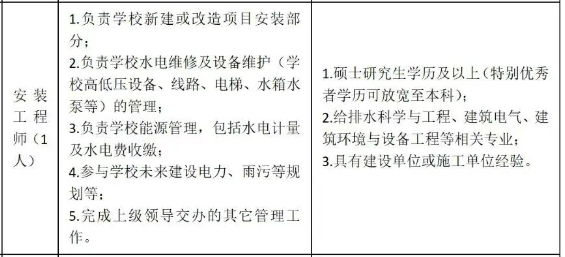 安装
工程
师（1
人）
1.负责学校新建或改造项目安装部
分；
2.负责学校水电维修及设备维护（学
校高低压设备、线路、电梯、水箱水
泵等）的管理；
3.负责学校能源管理，包括水电计量
及水电费收缴；
4.参与学校未来建设电力、雨污等规
划等；
5.完成上级领导交办的其它管理工
作。
1.硕士研究生学历及以上（特别优秀
者学历可放宽至本科）；
2.给排水科学与工程、建筑电气、建
筑环境与设备工程等相关专业；
3.具有建设单位或施工单位经验。